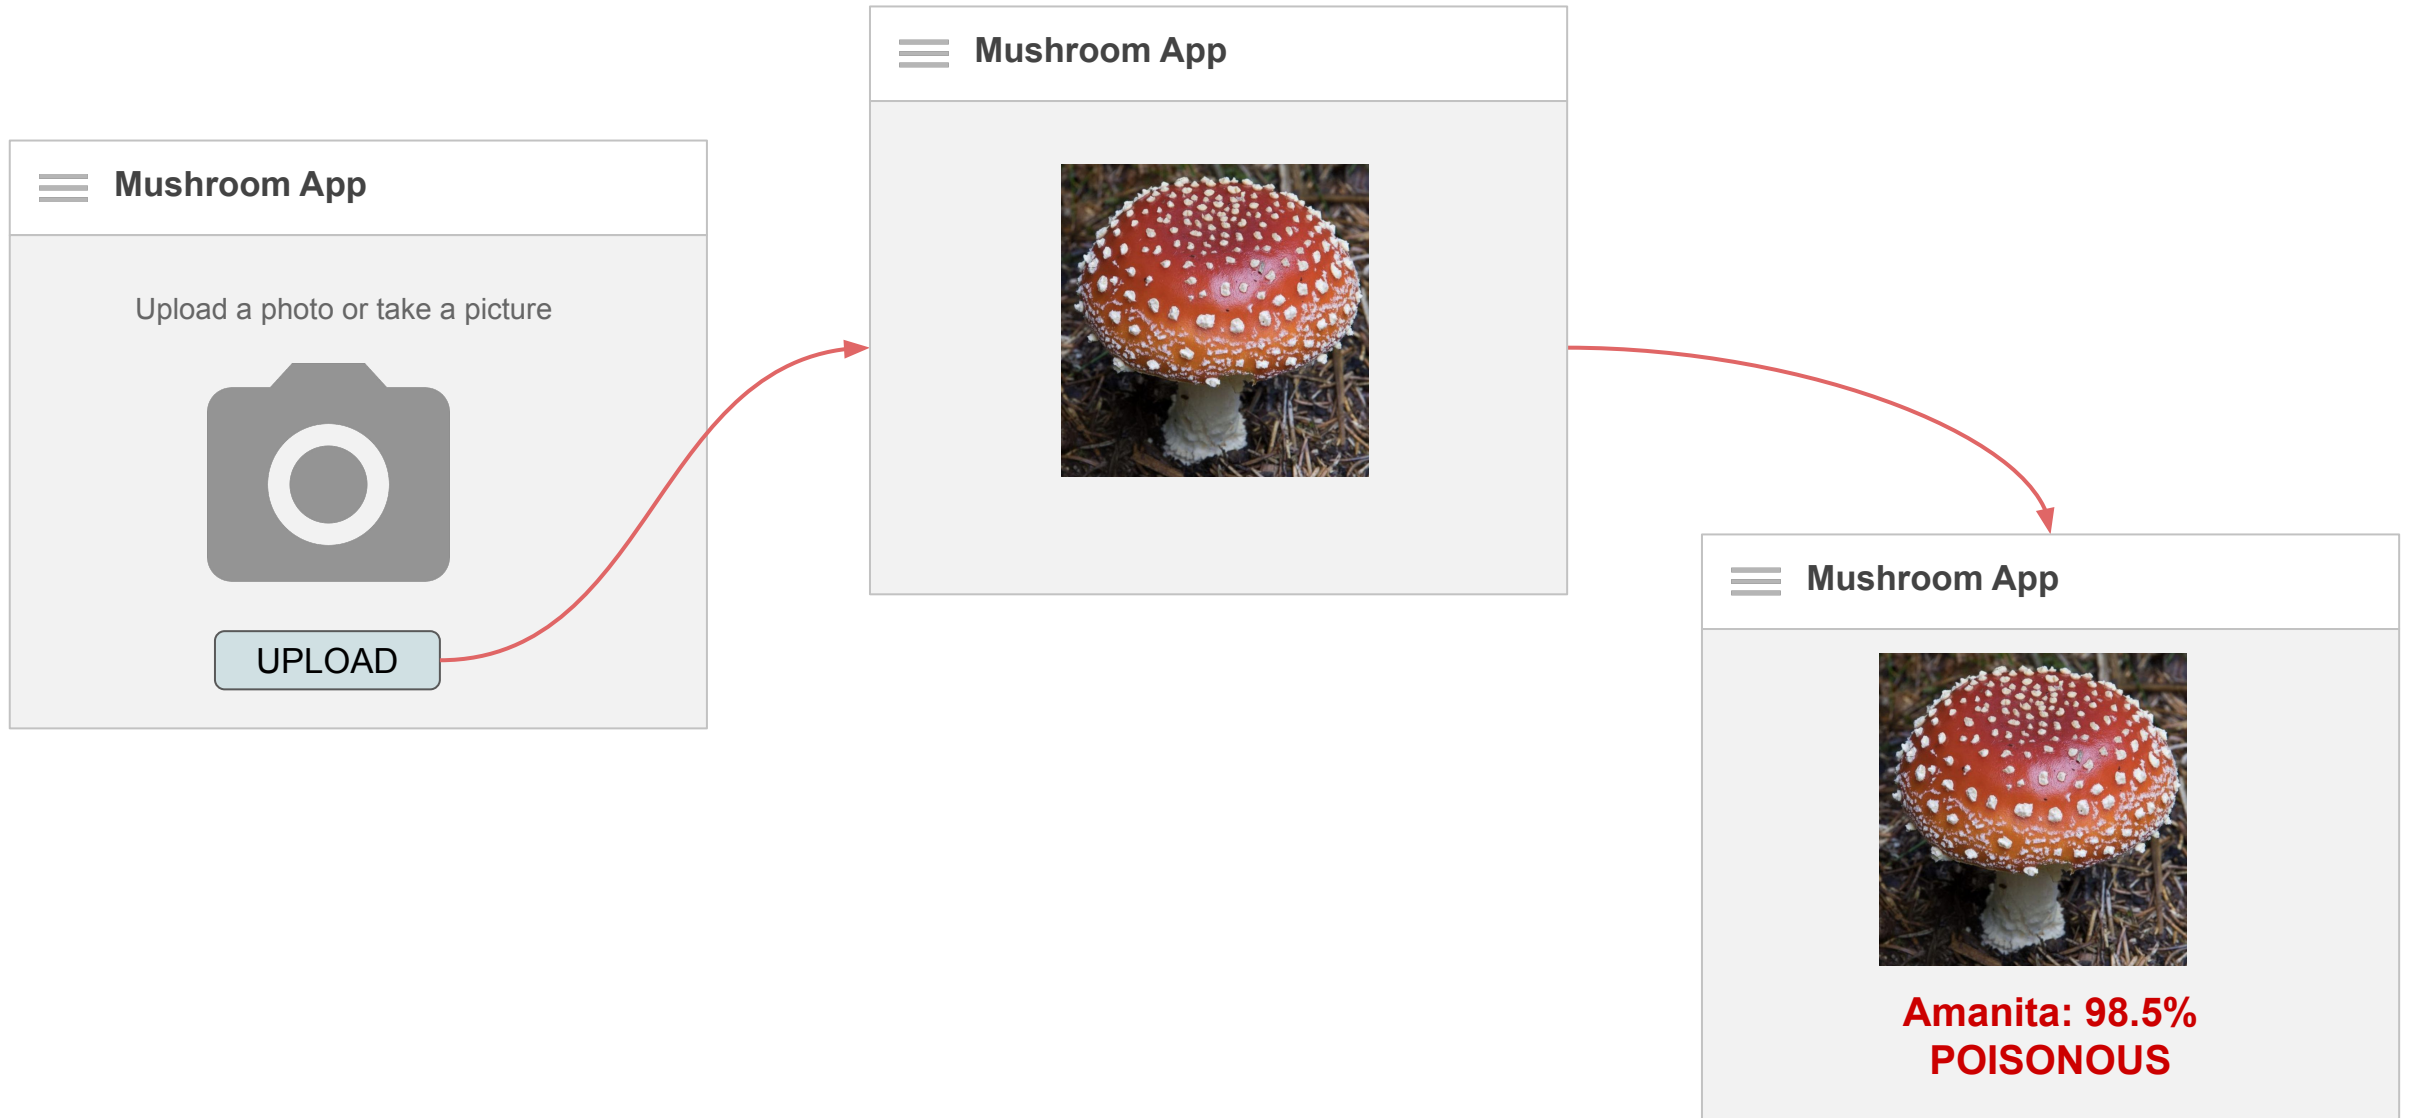 Mushroom App
Upload a photo or take a picture
UPLOAD
Mushroom App
Mushroom App
Amanita: 98.5%
POISONOUS